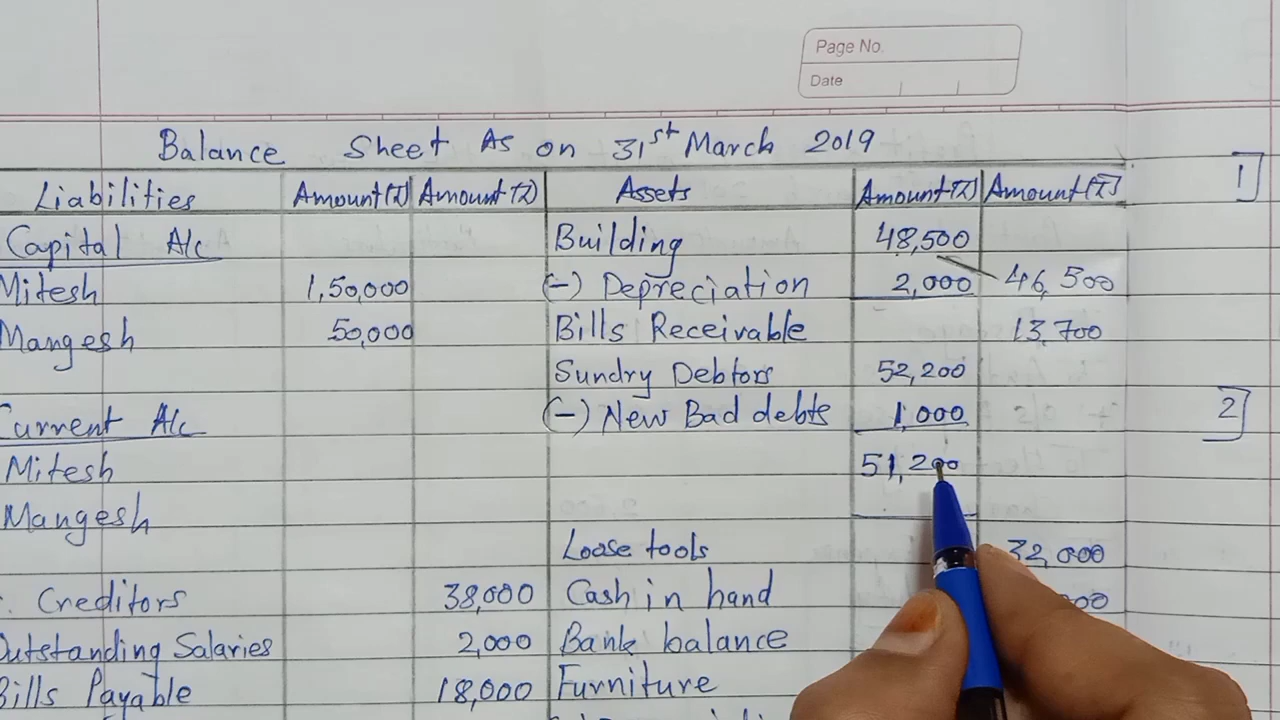 Page No.
Date
Balance Sheet As on 31st March 2019
Liabilities Amount(₹) Amount(₹) Assets Amount(₹) Amount(₹)
1
Capital A/c Building 48,500
Mitesh 1,50,000 (-) Depreciation 2,000 46,500
Mangesh 50,000 Bills Receivable 13,700
Sundry Debtors 52,200
Current A/c (-) New Bad debts 1,000
2
Mitesh 51,200
Mangesh
Loose tools 32,000
Creditors 38,000 Cash in hand
Outstanding Salaries 2,000 Bank balance
Bills Payable 18,000 Furniture